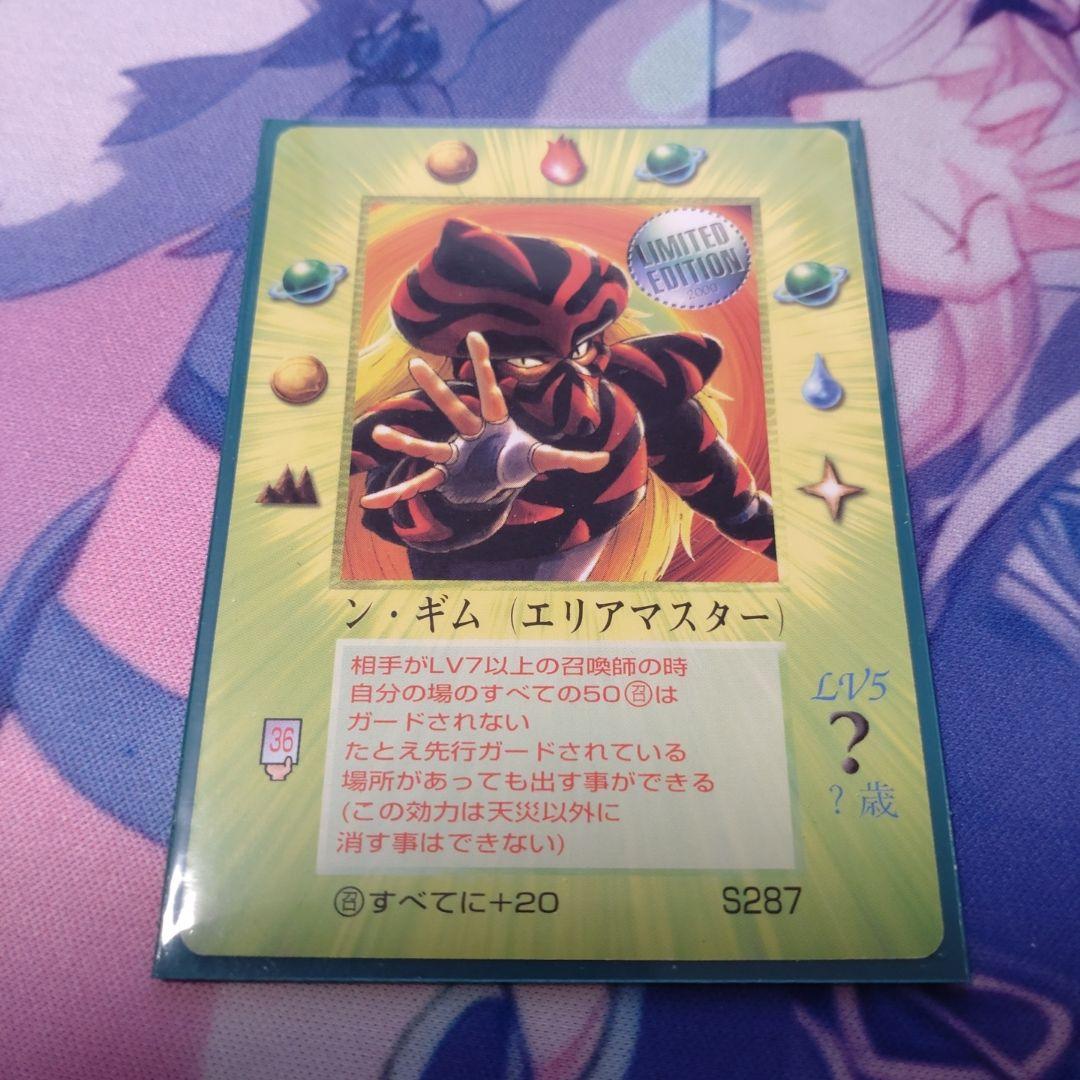 LIMITED
EDITION
2000
ン・ギム（エリアマスター）
相手がLV7以上の召喚師の時
自分の場のすべての50㊁は
ガードされない
たとえ先行ガードされている
場所があっても出す事ができる
(この効力は天災以外に
消す事はできない)
36
LV5
?
?歳
召すべてに+20
S287